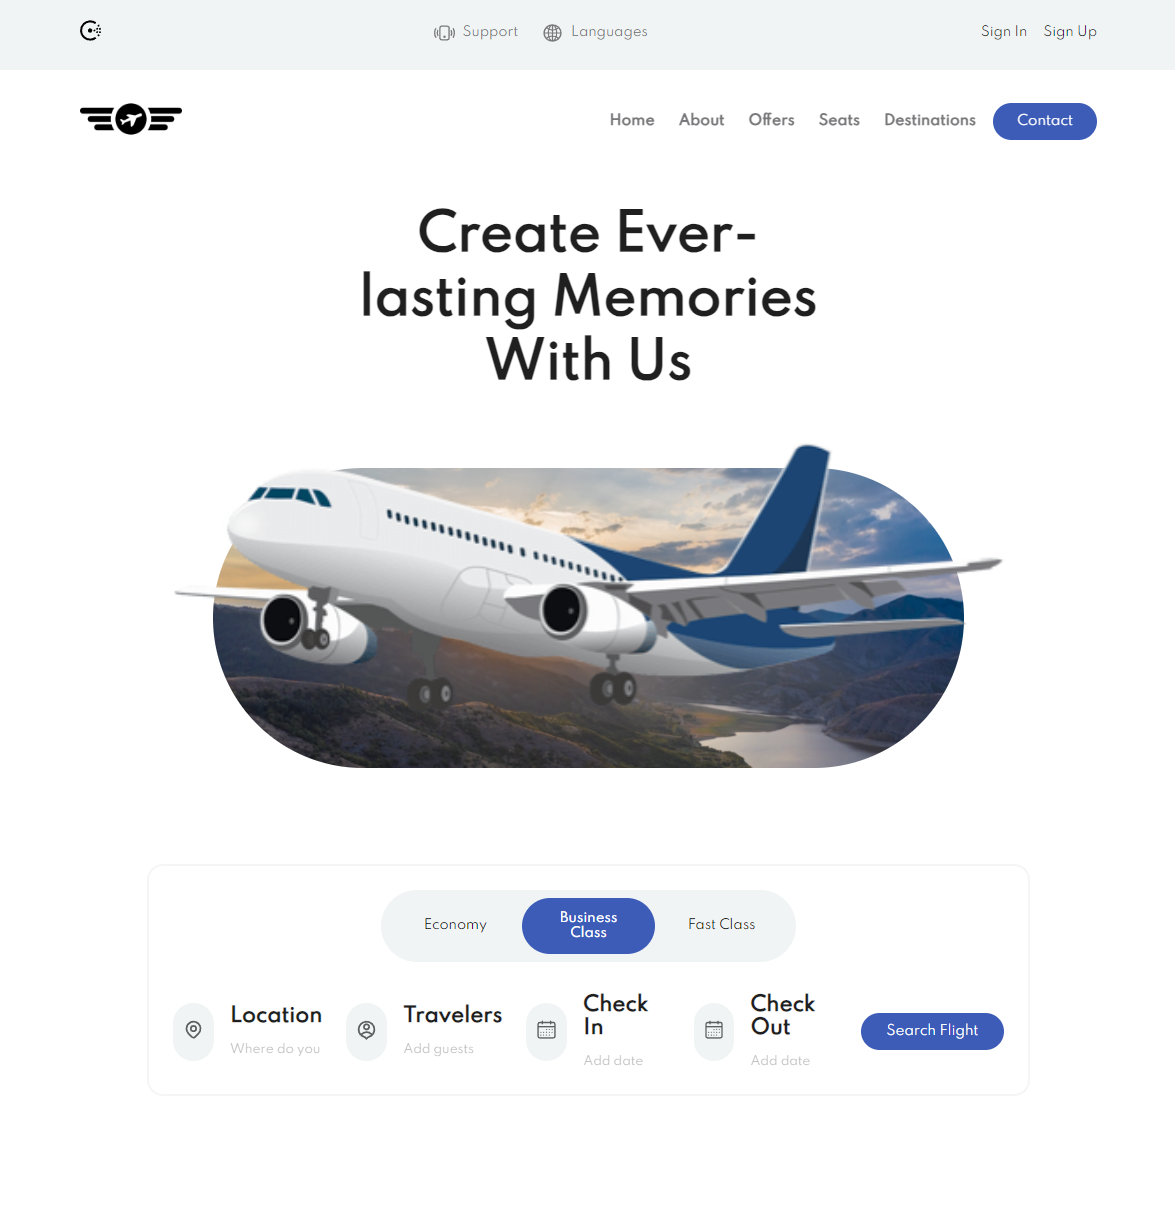 Support
Languages
Sign In
Sign Up
Home
About
Offers
Seats
Destinations
Contact
Create Ever-
lasting Memories
With Us
Economy
Business
Class
Fast Class
Location
Where do you
Travelers
Add guests
Check
In
Add date
Check
Out
Add date
Search Flight